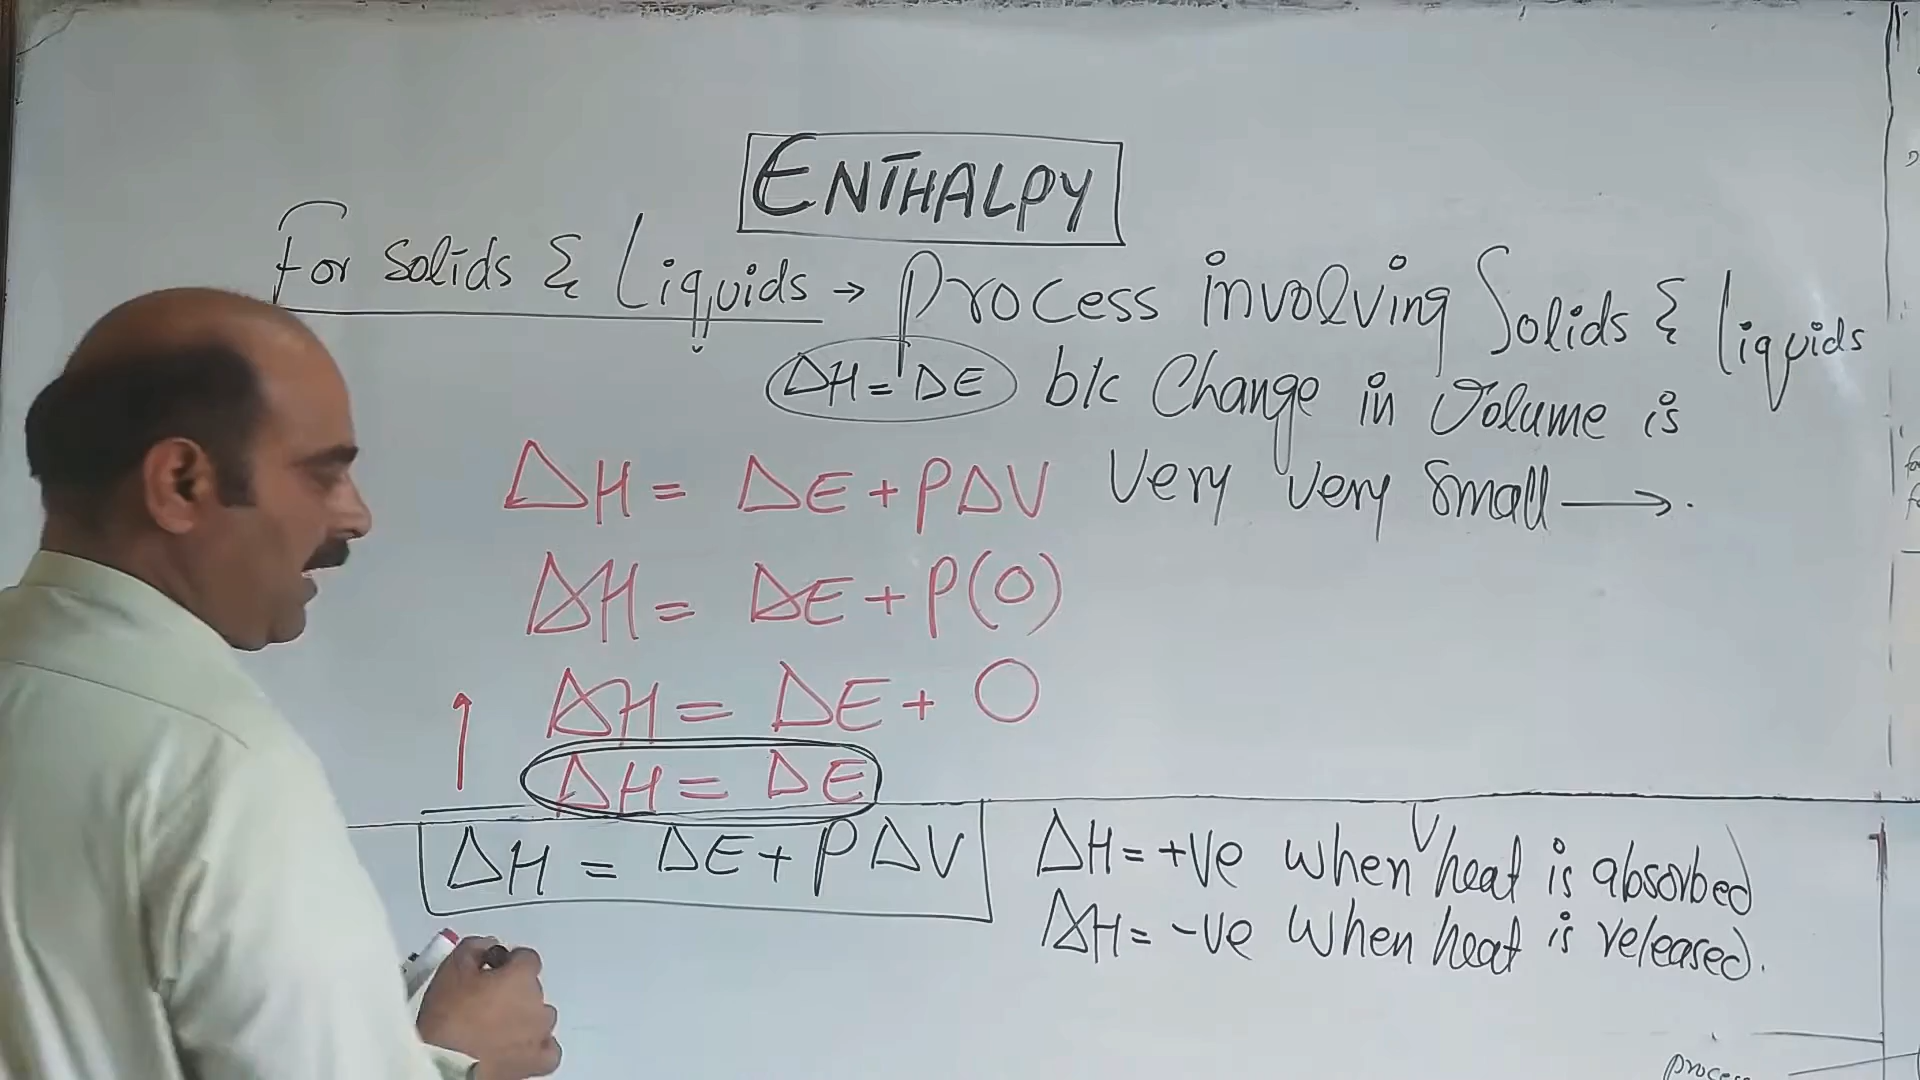 ENTHALPY
For Solids & Liquids → Process involving Solids & Liquids
ΔH = ΔE b/c Change in Volume is
ΔH = ΔE + PΔV Very Very Small →.
ΔH = ΔE + P(0)
ΔH = ΔE + 0
ΔH = ΔE
ΔH = ΔE + PΔV
ΔH = +ve when heat is absorbed
ΔH = -ve when heat is released.
process